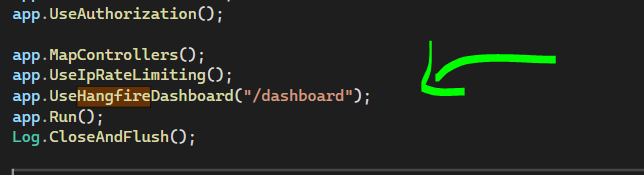 app.UseAuthorization();
app.MapControllers();
app.UseIpRateLimiting();
app.UseHangfireDashboard("/dashboard");
app.Run();
Log.CloseAndFlush();